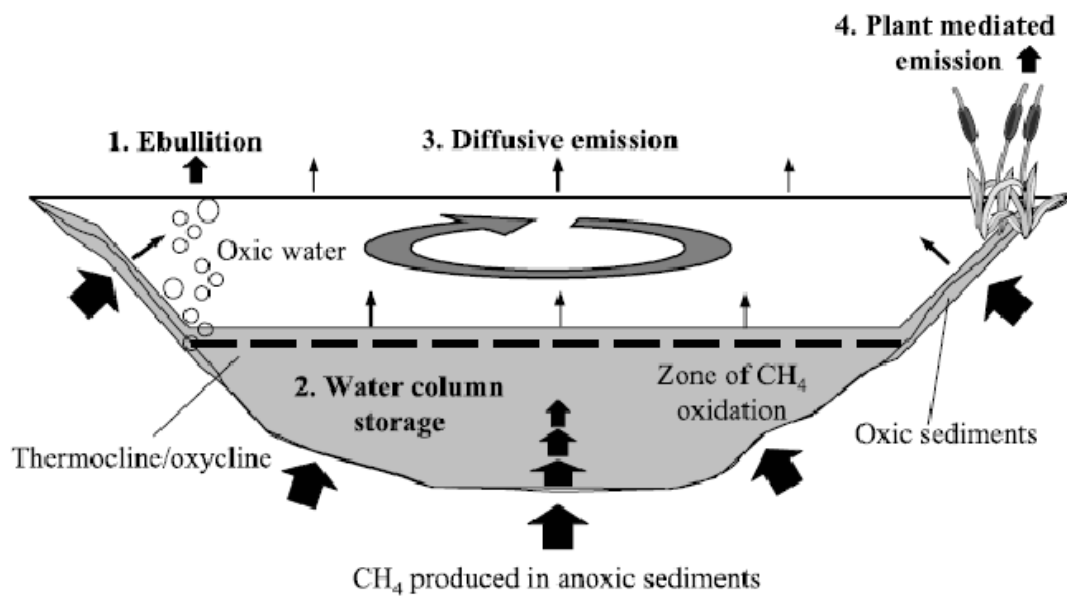 4. Plant mediated
emission
1. Ebullition
3. Diffusive emission
Oxic water
2. Water column
storage
Zone of CH₄
oxidation
Thermocline/oxycline
Oxic sediments
CH₄ produced in anoxic sediments